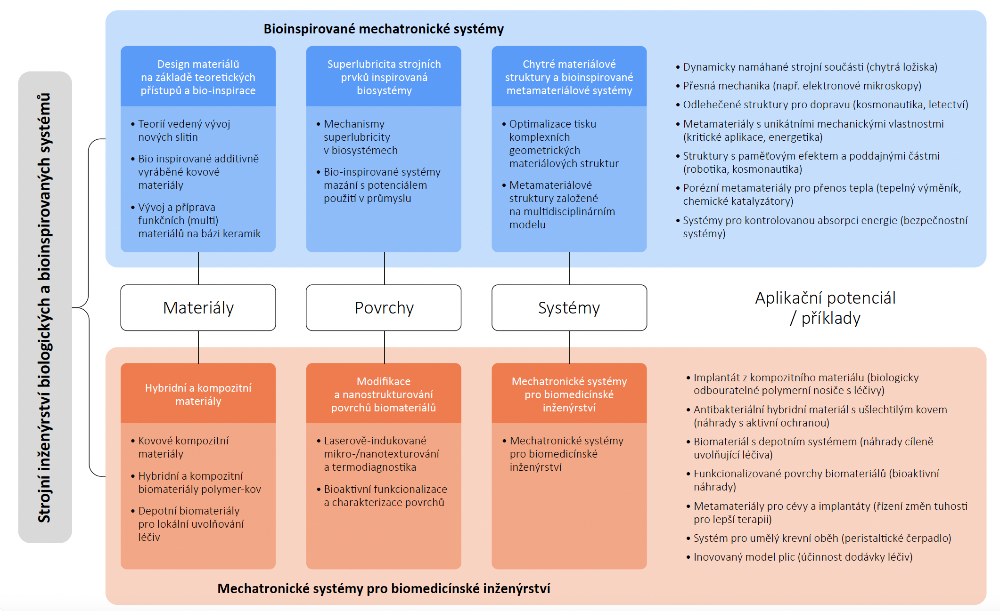 Strojní inženýrství biologických a bioinspirovaných systémů
Bioinspirované mechatronické systémy
Design materiálů
na základě teoretických
přístupů a bio-inspirace
• Teorií vedený vývoj
nových slitin
• Bio inspirované additivně
vyráběné kovové
materiály
• Vývoj a příprava
funkčních (multi)
materiálů na bázi keramik
Superlubricita strojních
prvků inspirovaná
biosystémy
• Mechanismy
superlubricity
v biosystémech
• Bio-inspirované systémy
mazání s potenciálem
použití v průmyslu
Chytré materiálové
struktury a bioinspirované
metamateriálové systémy
• Optimalizace tisku
komplexních
geometrických
materiálových struktur
• Metamateriálové
struktury založené
na multidisciplinárním
modelu
• Dynamicky namáhané strojní součásti (chytrá ložiska)
• Přesná mechanika (např. elektronové mikroskopy)
• Odlehečené struktury pro dopravu (kosmonautika, letectví)
• Metamateriály s unikátními mechanickými vlastnostmi
(kritické aplikace, energetika)
• Struktury s paměťovým efektem a poddajnými částmi
(robotika, kosmonautika)
• Porézní metamateriály pro přenos tepla (tepelný výměník,
chemické katalyzátory)
• Systémy pro kontrolovanou absorpci energie (bezpečnostní
systémy)
Materiály
Povrchy
Systémy
Aplikační potenciál
/ příklady
Hybridní a kompozitní
materiály
• Kovové kompozitní
materiály
• Hybridní a kompozitní
biomateriály polymer-kov
• Depotní biomateriály
pro lokální uvolňování
léčiv
Modifikace
a nanostrukturování
povrchů biomateriálů
• Laserově-indukované
mikro-/nanotexturování
a termodiagnostika
• Bioaktivní funkcionalizace
a charakterizace povrchů
Mechatronické systémy
pro biomedicínské
inženýrství
• Mechatronické systémy
pro biomedicínské
inženýrství
• Implantát z kompozitního materiálu (biologicky
odbouratelné polymerní nosiče s léčivy)
• Antibakteriální hybridní materiál s ušlechtilým kovem
(náhrady s aktivní ochranou)
• Biomateriál s depotním systémem (náhrady cíleně
uvolňující léčiva)
• Funkcionalizované povrchy biomateriálů (bioaktivní
náhrady)
• Metamateriály pro cévy a implantáty (řízení změn tuhosti
pro lepší terapii)
• Systém pro umělý krevní oběh (peristaltické čerpadlo)
• Inovovaný model plic (účinnost dodávky léčiv)
Mechatronické systémy pro biomedicínské inženýrství